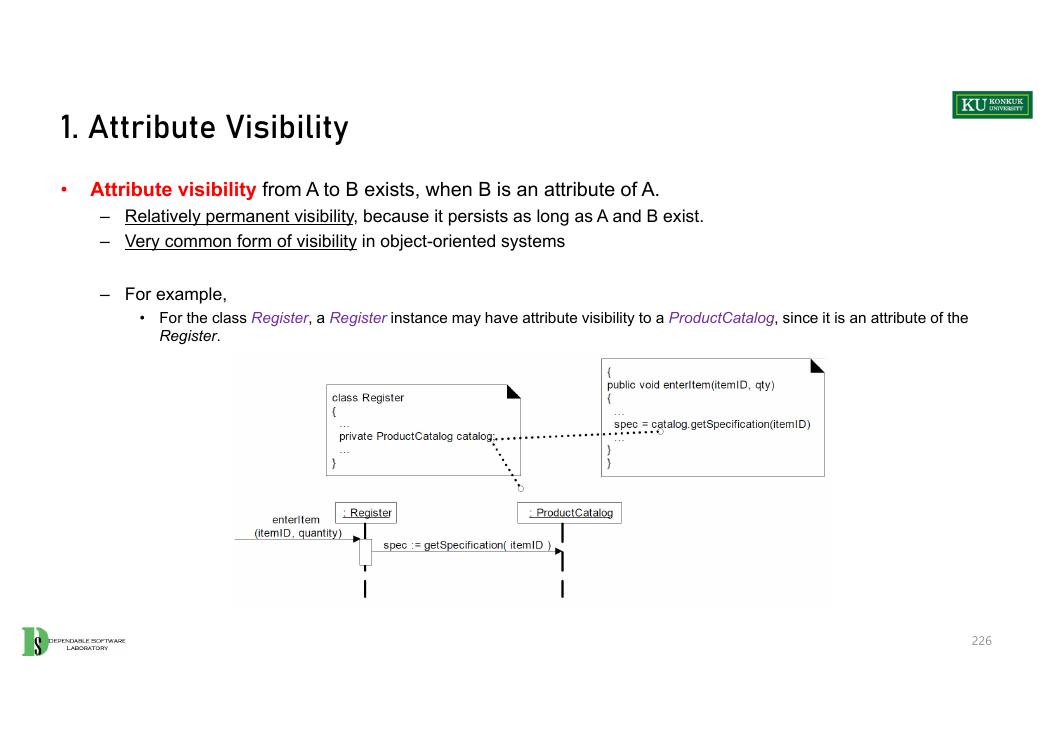 KU KONKUK
UNIVERSITY
1. Attribute Visibility
• Attribute visibility from A to B exists, when B is an attribute of A.
– Relatively permanent visibility, because it persists as long as A and B exist.
– Very common form of visibility in object-oriented systems
– For example,
• For the class Register, a Register instance may have attribute visibility to a ProductCatalog, since it is an attribute of the
Register.
class Register
{
...
private ProductCatalog catalog;
...
}
{
public void enterItem(itemID, qty)
{
...
spec = catalog.getSpecification(itemID)
...
}
}
: Register
: ProductCatalog
enterItem
(itemID, quantity)
spec := getSpecification( itemID )
DS DEPENDABLE SOFTWARE
LABORATORY
226